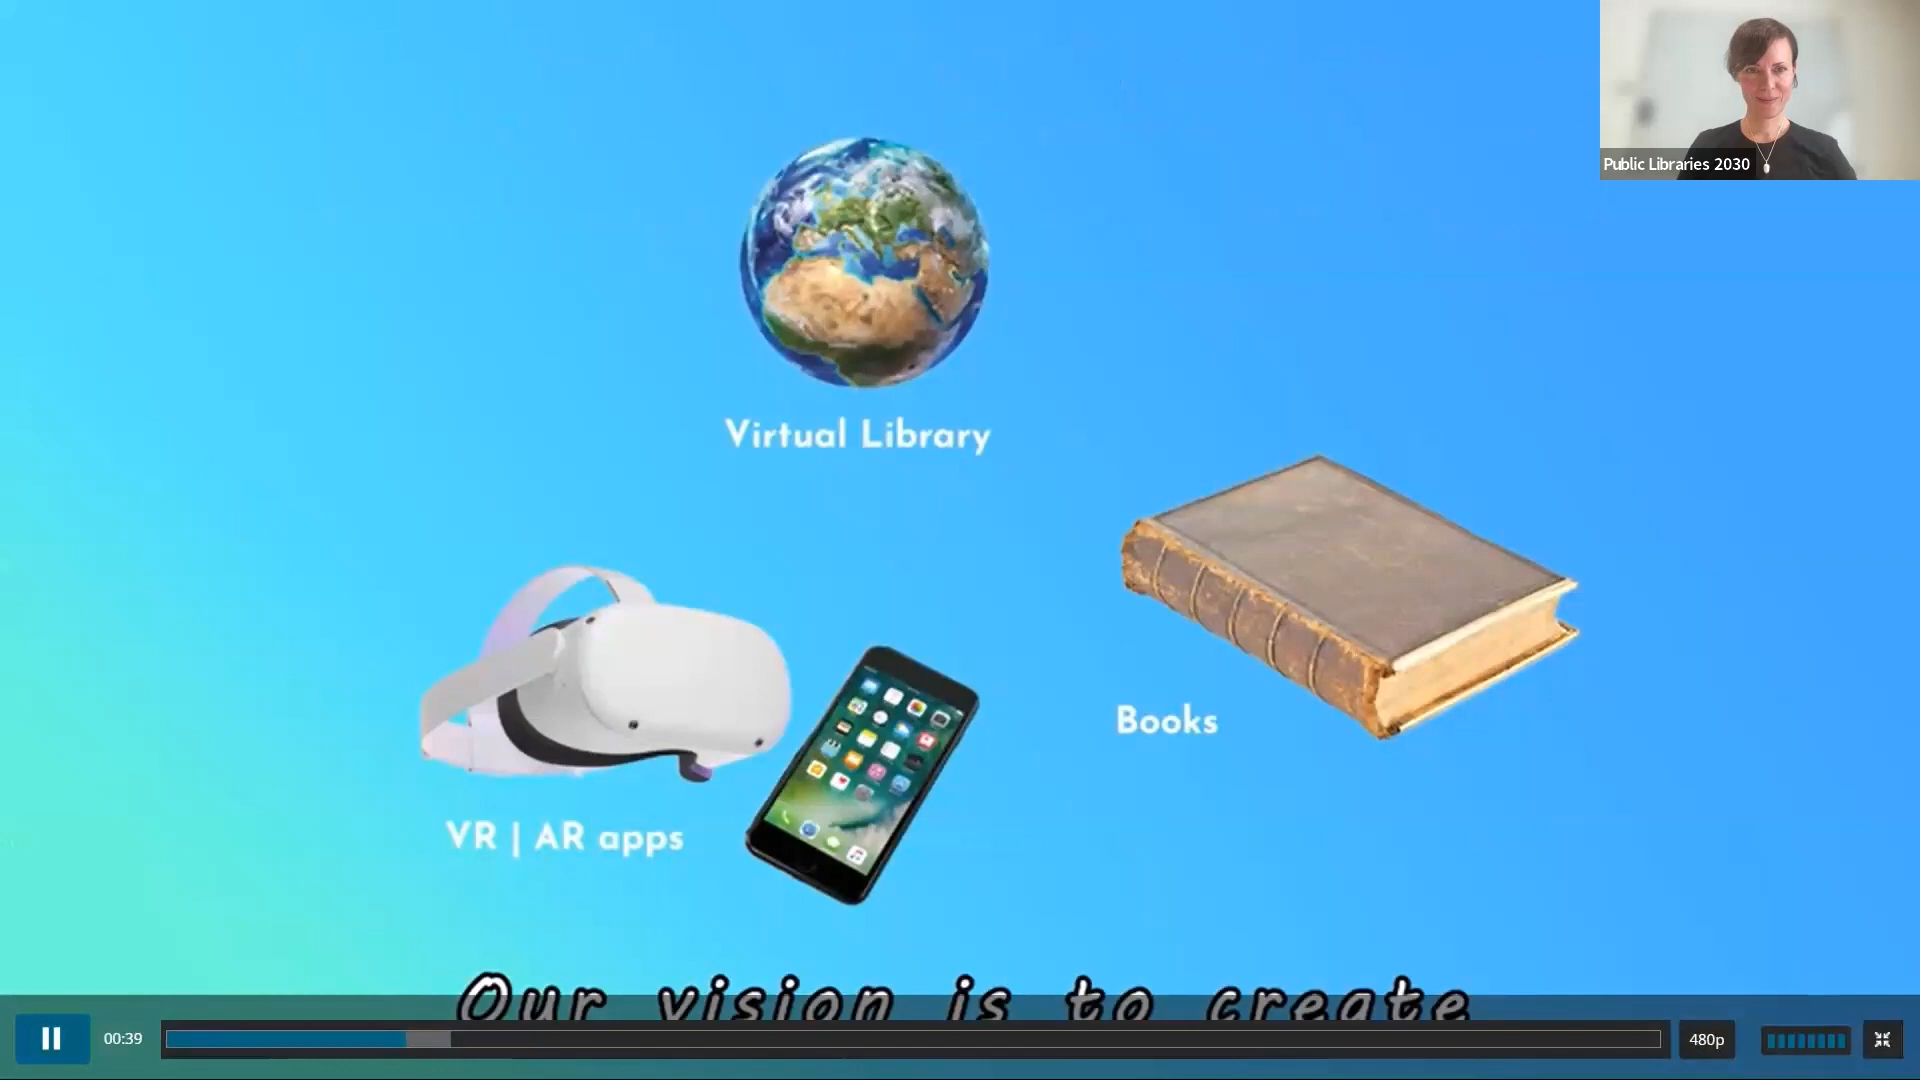 Public Libraries 2030
Virtual Library
Books
VR | AR apps
Our vision is to create
00:39
480p